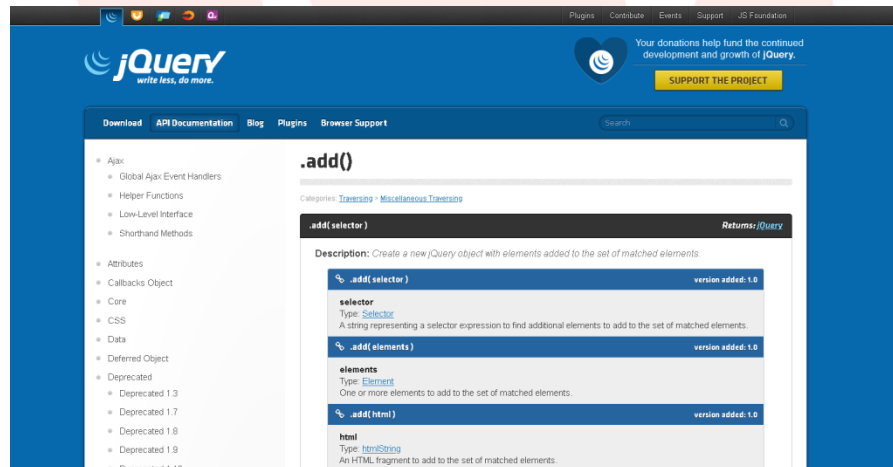 Plugins Contribute Events Support JS Foundation
jQuery
write less, do more.
Your donations help fund the continued
development and growth of jQuery.
SUPPORT THE PROJECT
Download API Documentation Blog Plugins Browser Support
Search
Ajax
Global Ajax Event Handlers
Helper Functions
Low-Level Interface
Shorthand Methods
Attributes
Callbacks Object
Core
CSS
Data
Deferred Object
Deprecated
Deprecated 1.3
Deprecated 1.7
Deprecated 1.8
Deprecated 1.9
.add()
Categories: Traversing > Miscellaneous Traversing
.add( selector ) Returns: jQuery
Description: Create a new jQuery object with elements added to the set of matched elements.
.add( selector ) version added: 1.0
selector
Type: Selector
A string representing a selector expression to find additional elements to add to the set of matched elements.
.add( elements ) version added: 1.0
elements
Type: Element
One or more elements to add to the set of matched elements.
.add( html ) version added: 1.0
html
Type: htmlString
An HTML fragment to add to the set of matched elements.